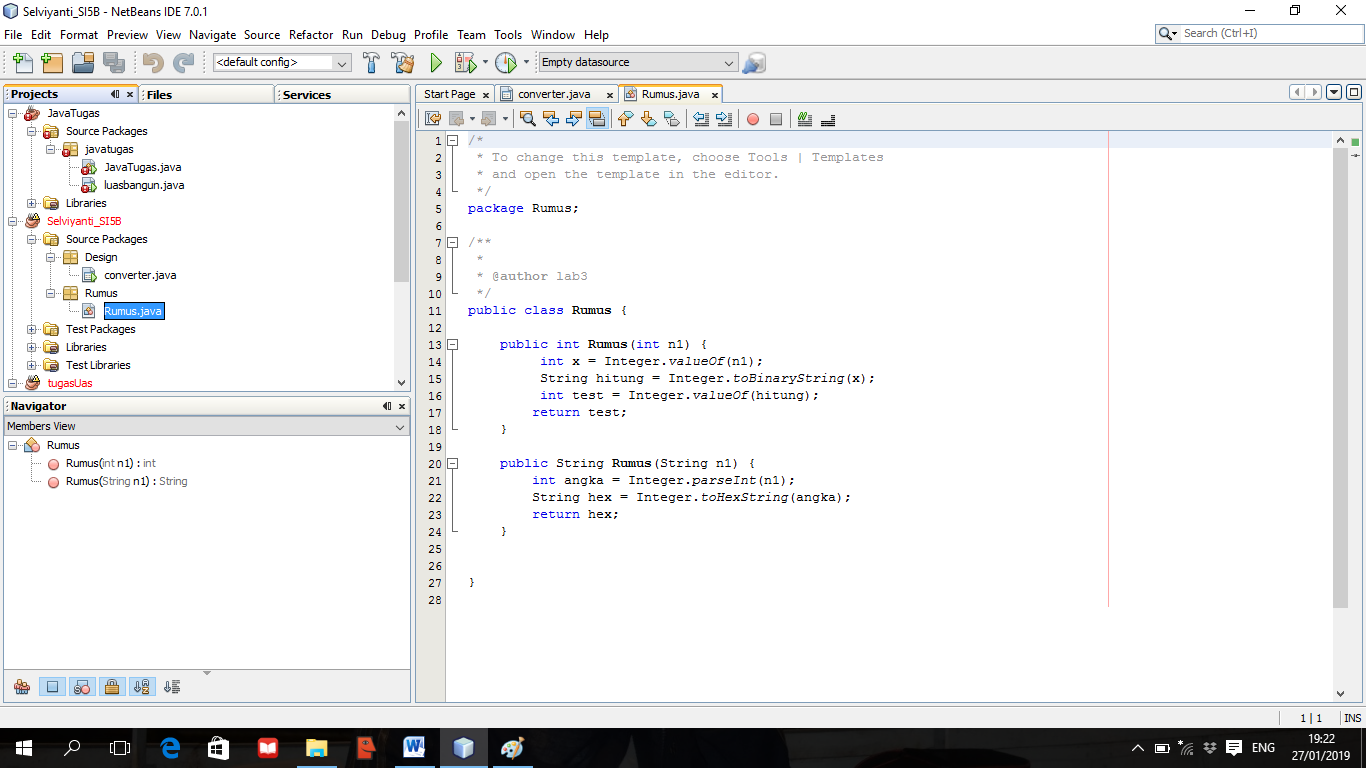 Selviyanti_SI5B - NetBeans IDE 7.0.1
File Edit Format Preview View Navigate Source Refactor Run Debug Profile Team Tools Window Help
Search (Ctrl+I)
<default config>
Empty datasource
Projects
Files
Services
JavaTugas
Source Packages
javatugas
JavaTugas.java
luasbangun.java
Libraries
Selviyanti_SI5B
Source Packages
Design
converter.java
Rumus
Rumus.java
Test Packages
Libraries
Test Libraries
tugasUas
Navigator
Members View
Rumus
Rumus(int n1) : int
Rumus(String n1) : String
Start Page
converter.java
Rumus.java
1 /*
2 * To change this template, choose Tools | Templates
3 * and open the template in the editor.
4 */
5 package Rumus;
6
7 /**
8 *
9 * @author lab3
10 */
11 public class Rumus {
12
13 public int Rumus(int n1) {
14 int x = Integer.valueOf(n1);
15 String hitung = Integer.toBinaryString(x);
16 int test = Integer.valueOf(hitung);
17 return test;
18 }
19
20 public String Rumus(String n1) {
21 int angka = Integer.parseInt(n1);
22 String hex = Integer.toHexString(angka);
23 return hex;
24 }
25
26
27 }
28
1 | 1 INS
ENG
19:22
27/01/2019